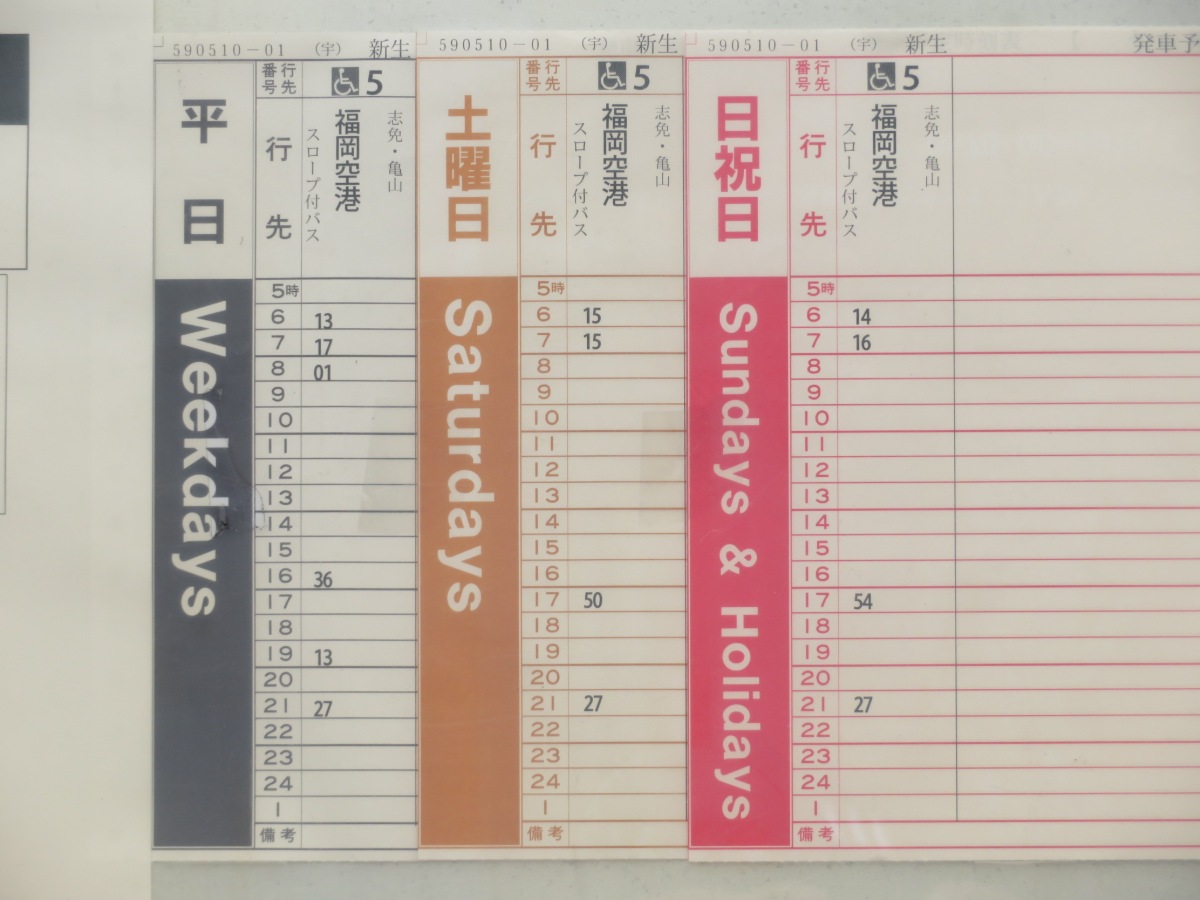 590510-01 (宇) 新生
平日
Weekdays
番号 行先
5
行先
志免・亀山
福岡空港
スロープ付バス
5時
6 13
7 17
8 01
9
10
11
12
13
14
15
16 36
17
18
19 13
20
21 27
22
23
24
1
備考
590510-01 (宇) 新生
土曜日
Saturdays
番号 行先
5
行先
志免・亀山
福岡空港
スロープ付バス
5時
6 15
7 15
8
9
10
11
12
13
14
15
16
17 50
18
19
20
21 27
22
23
24
1
備考
590510-01 (宇) 新生 発車予
日祝日
Sundays & Holidays
番号 行先
5
行先
志免・亀山
福岡空港
スロープ付バス
5時
6 14
7 16
8
9
10
11
12
13
14
15
16
17 54
18
19
20
21 27
22
23
24
1
備考